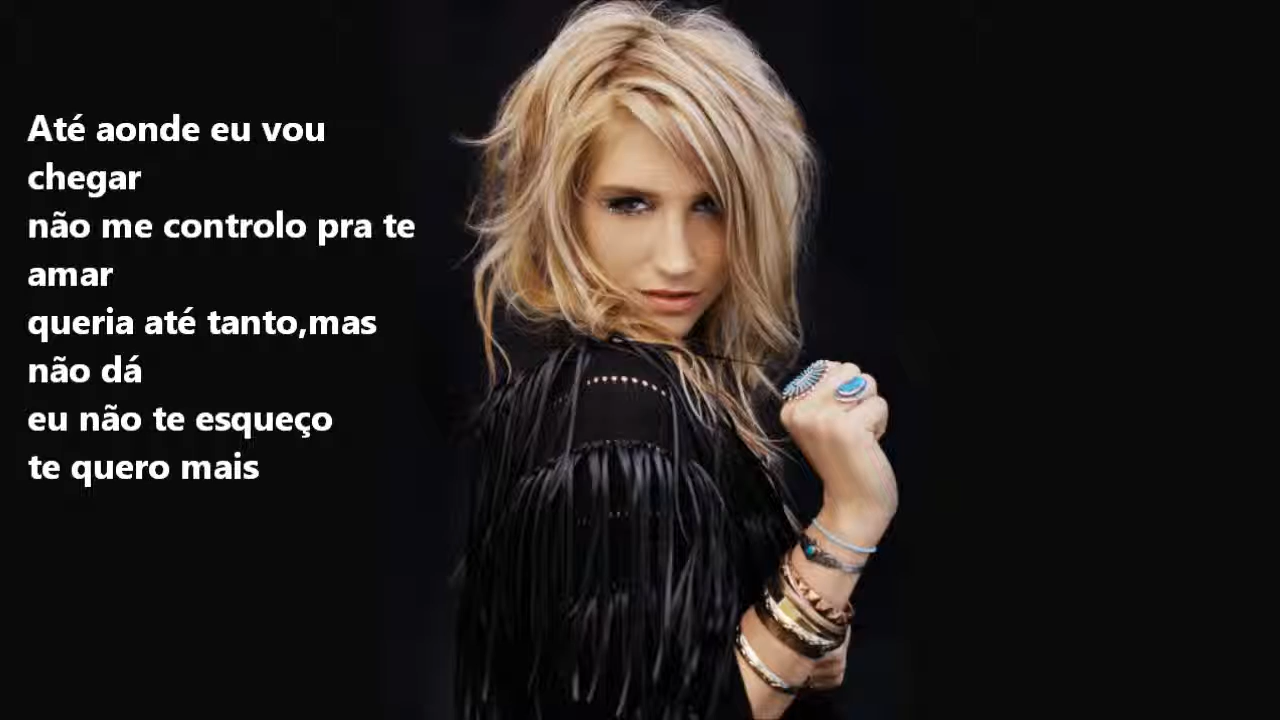 Até aonde eu vou
chegar
não me controlo pra te
amar
queria até tanto,mas
não dá
eu não te esqueço
te quero mais